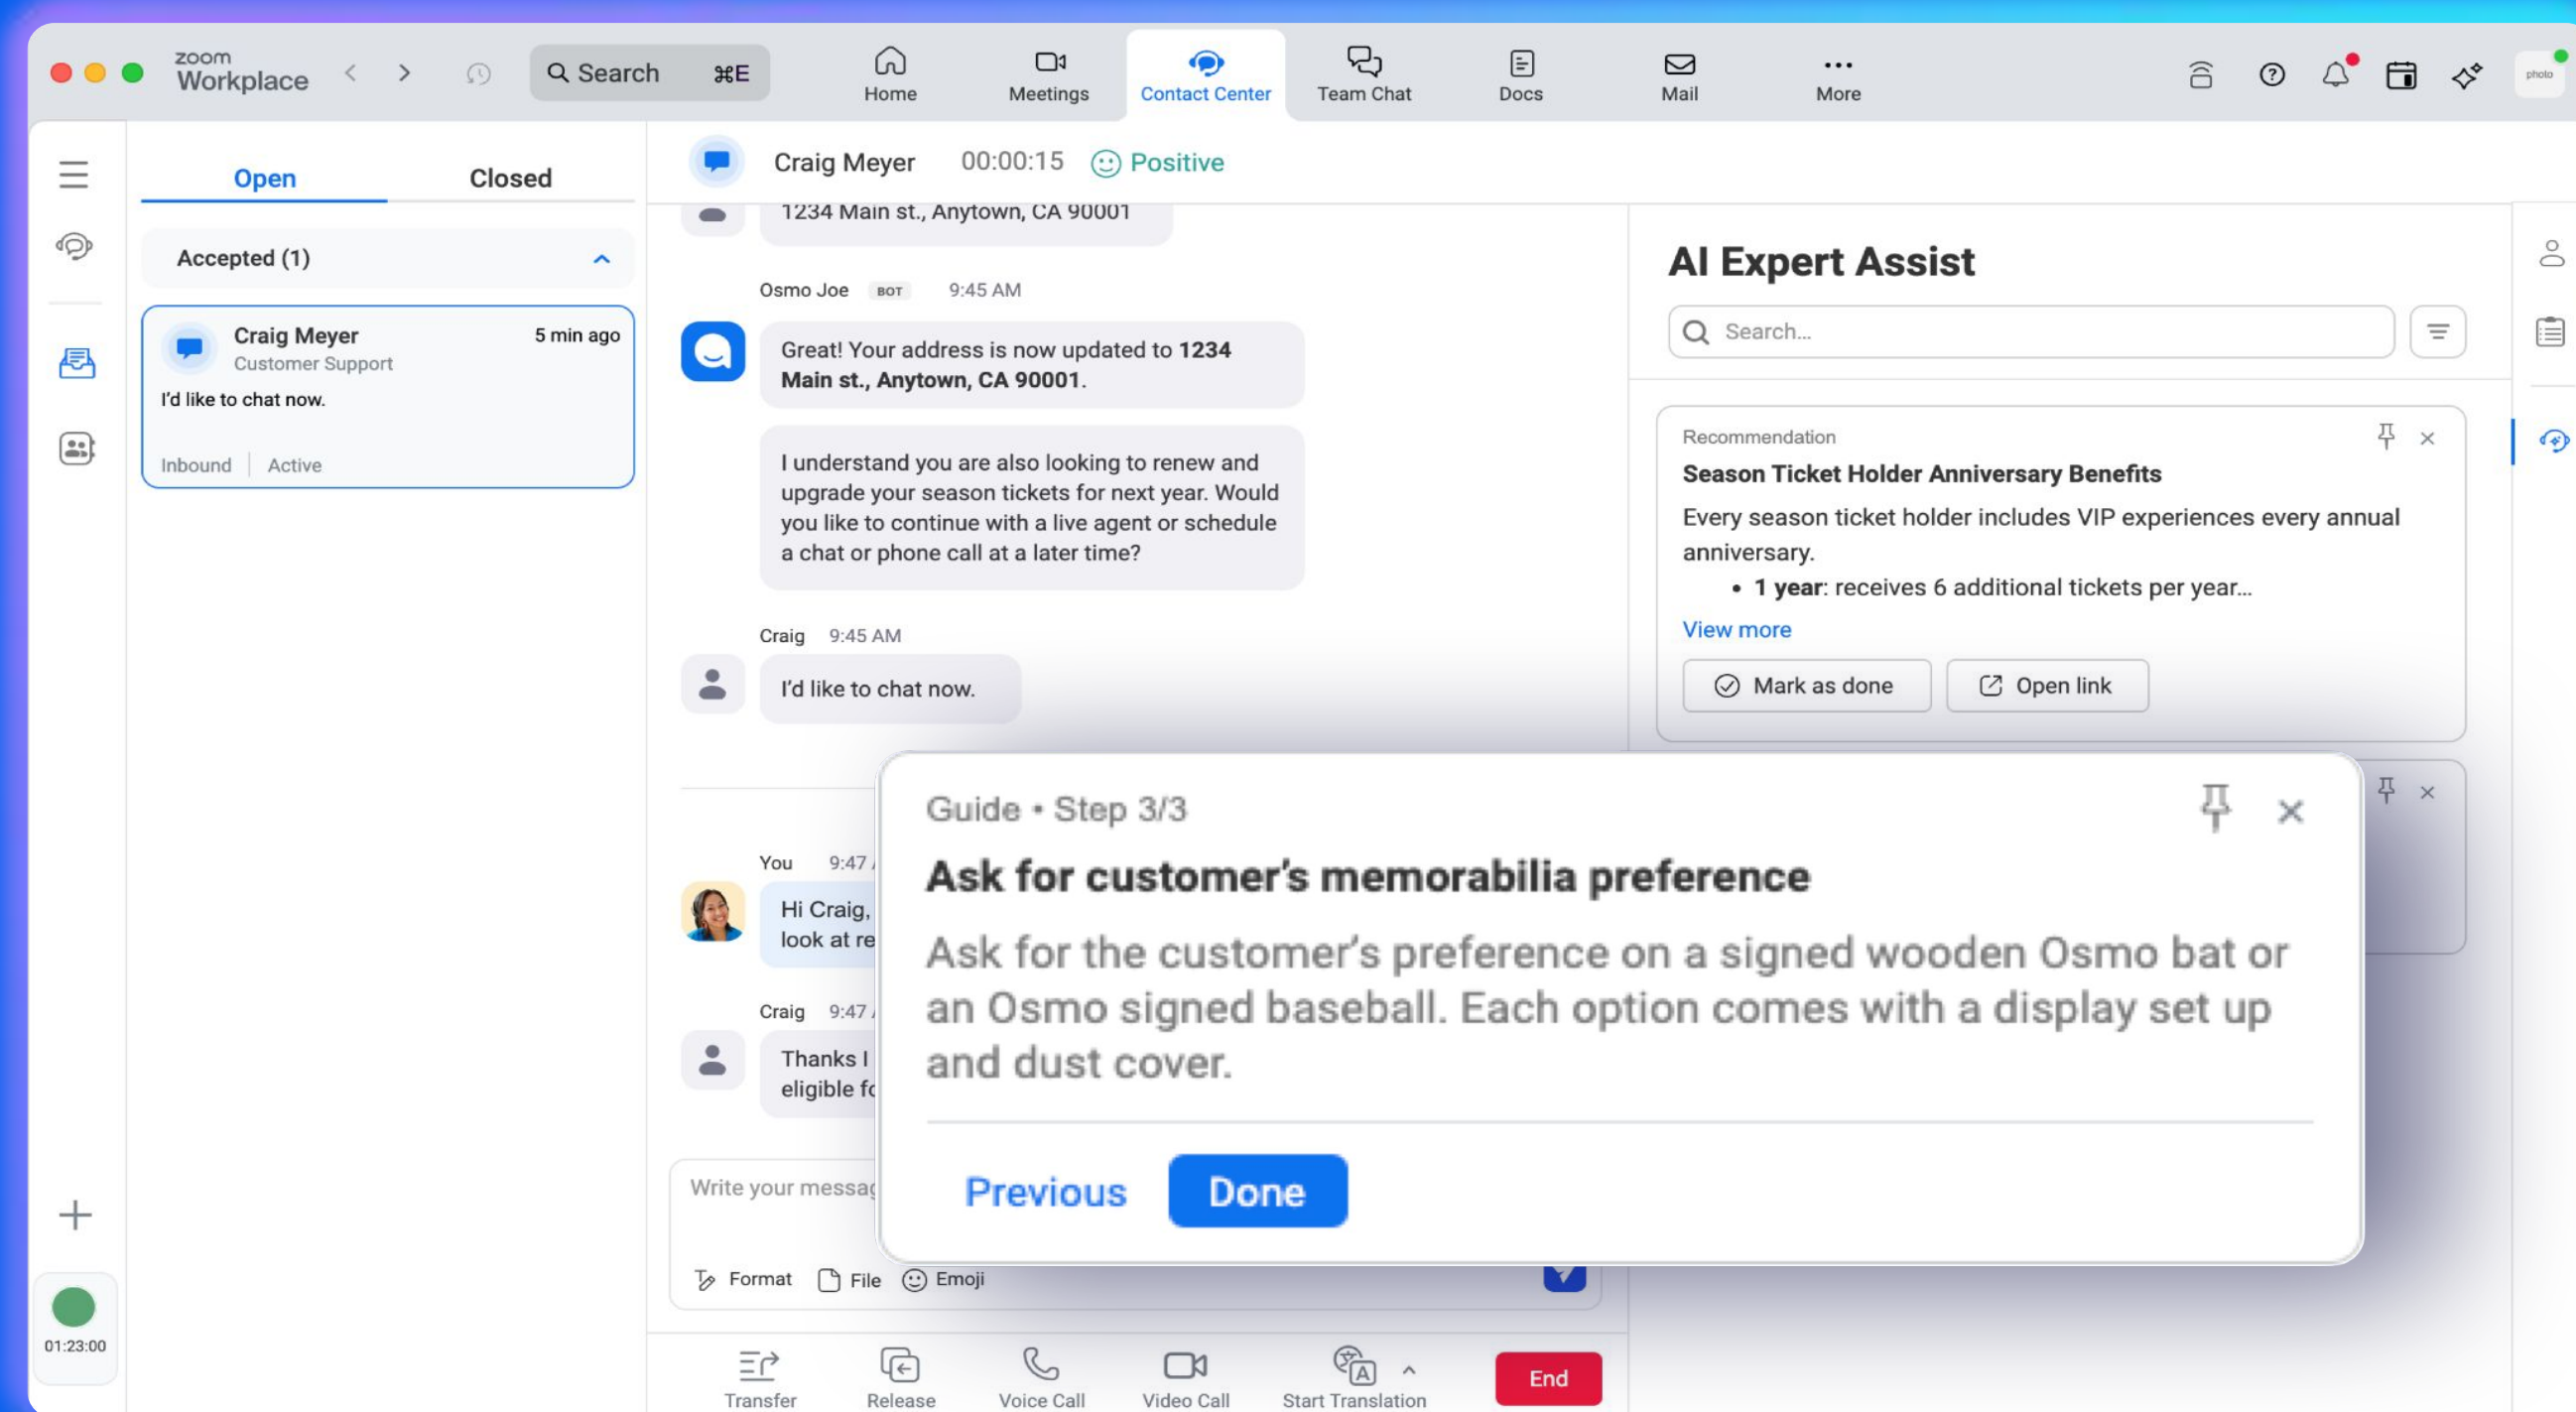 zoom
Workplace
Search ⌘E
Home
Meetings
Contact Center
Team Chat
Docs
Mail
More
photo
Open
Closed
Accepted (1)
Craig Meyer
5 min ago
Customer Support
I'd like to chat now.
Inbound
Active
01:23:00
Craig Meyer 00:00:15 Positive
1234 Main st., Anytown, CA 90001
Osmo Joe BOT 9:45 AM
Great! Your address is now updated to 1234
Main st., Anytown, CA 90001.
I understand you are also looking to renew and
upgrade your season tickets for next year. Would
you like to continue with a live agent or schedule
a chat or phone call at a later time?
Craig 9:45 AM
I'd like to chat now.
You 9:47
Hi Craig,
look at re
Craig 9:47
Thanks I
eligible fo
Write your messag
Format
File
Emoji
Transfer
Release
Voice Call
Video Call
Start Translation
End
AI Expert Assist
Search...
Recommendation
Season Ticket Holder Anniversary Benefits
Every season ticket holder includes VIP experiences every annual
anniversary.
• 1 year: receives 6 additional tickets per year...
View more
Mark as done
Open link
Guide • Step 3/3
Ask for customer's memorabilia preference
Ask for the customer's preference on a signed wooden Osmo bat or
an Osmo signed baseball. Each option comes with a display set up
and dust cover.
Previous
Done